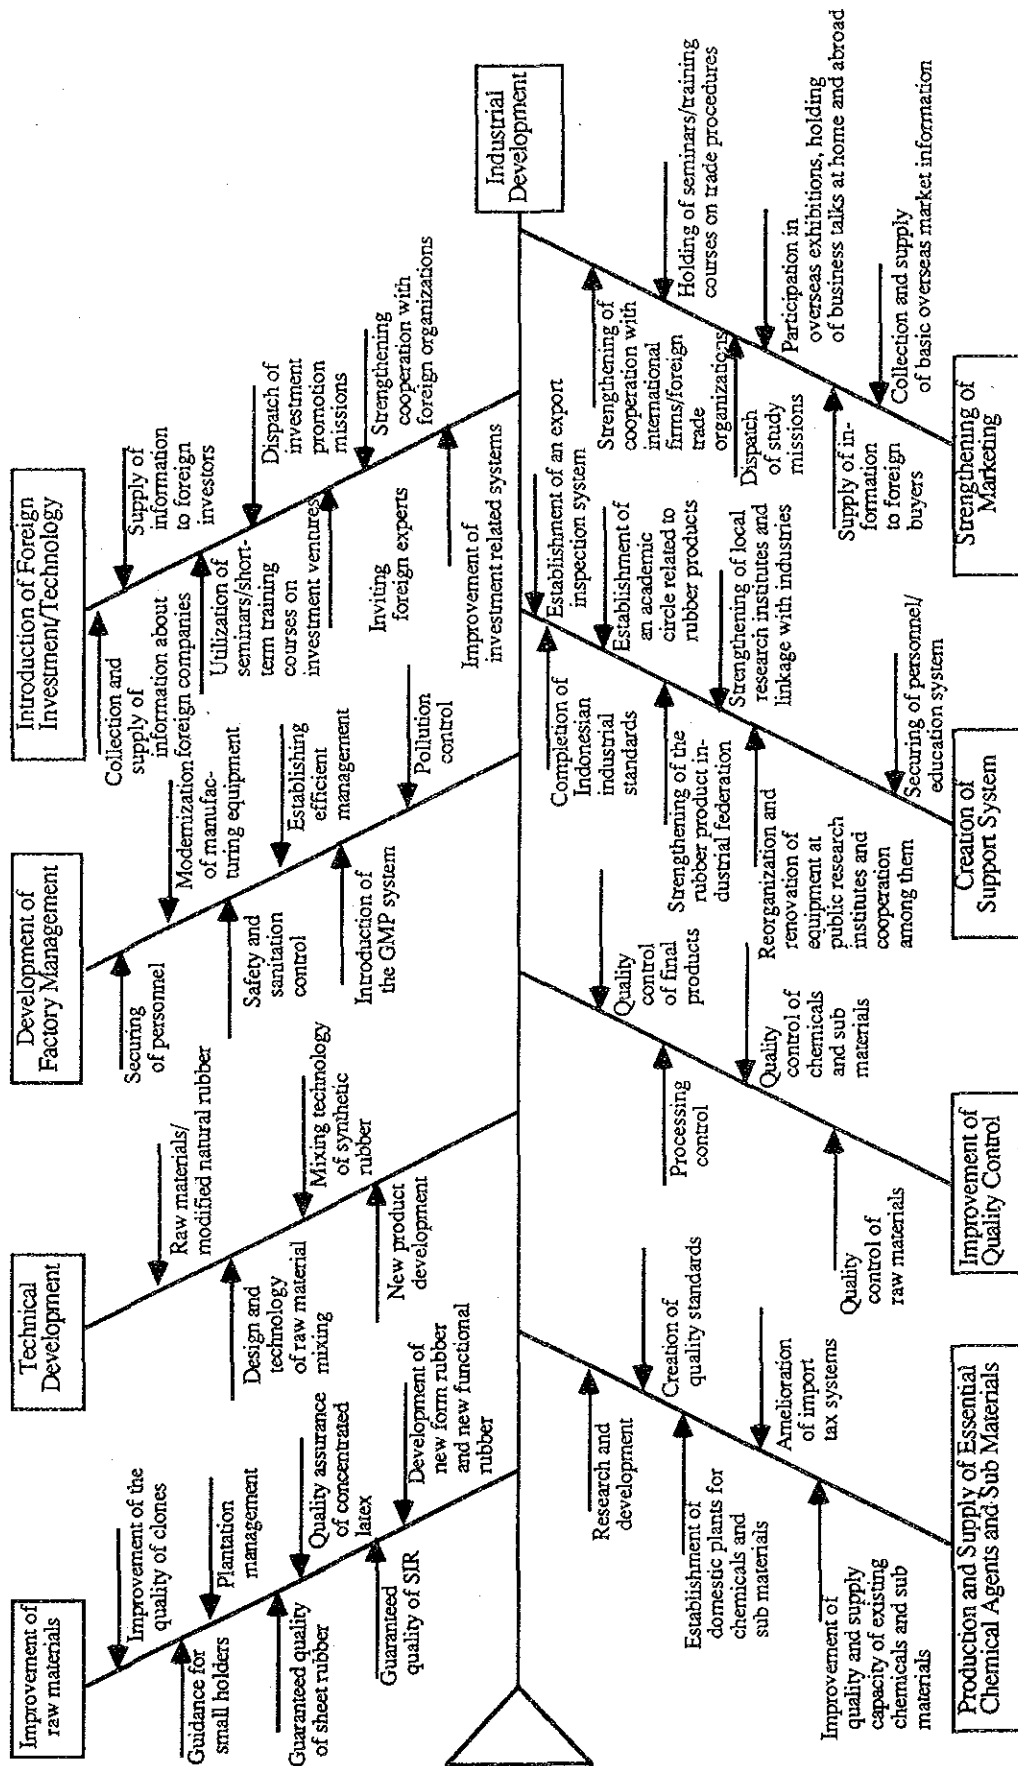 Improvement of
raw materials
Improvement of the
quality of clones
Guidance for
small holders
Plantation
management
Guaranteed quality
of sheet rubber
Quality assurance
of concentrated
latex
Guaranteed
quality of SIR
Development of
new form rubber
and new functional
rubber
Technical
Development
Raw materials/
modified natural rubber
Design and
technology
of raw material
mixing
Mixing technology
of synthetic
rubber
New product
development
Development of
Factory Management
Securing
of personnel
Modernization
of manufac-
turing equipment
Safety and
sanitation
control
Establishing
efficient
management
Introduction of
the GMP system
Pollution
control
Introduction of Foreign
Investment/Technology
Collection and
supply of
information about
foreign companies
Supply of
information
to foreign
investors
Utilization of
seminars/short-
term training
courses on
investment ventures
Dispatch of
investment
promotion
missions
Inviting
foreign experts
Strengthening
cooperation with
foreign organizations
Improvement of
investment related systems
Industrial
Development
Research and
development
Creation of
quality standards
Establishment of
domestic plants for
chemicals and
sub materials
Amelioration
of import
tax systems
Improvement of
quality and supply
capacity of existing
chemicals and sub
materials
Production and Supply of Essential
Chemical Agents and Sub Materials
Quality
control
of final
products
Processing
control
Quality
control of
chemicals
and sub
materials
Quality
control of
raw materials
Improvement of
Quality Control
Establishment of an export
inspection system
Completion of
Indonesian
industrial
standards
Establishment of
an academic
circle related to
rubber products
Strengthening of the
rubber product in-
dustrial federation
Strengthening of local
research institutes and
linkage with industries
Reorganization and
renovation of
equipment at
public research
institutes and
cooperation
among them
Securing of personnel/
education system
Creation of
Support System
Strengthening of
cooperation with
international
firms/foreign
trade
organizations
Holding of seminars/training
courses on trade procedures
Dispatch
of study
missions
Participation in
overseas exhibitions, holding
of business talks at home and abroad
Supply of in-
formation
to foreign
buyers
Collection and supply
of basic overseas market information
Strengthening of
Marketing